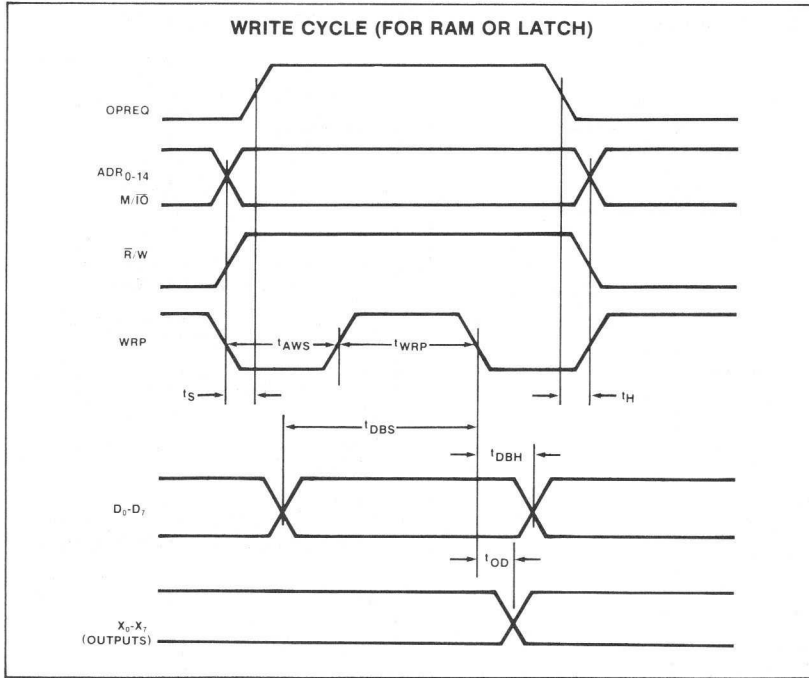 WRITE CYCLE (FOR RAM OR LATCH)
OPREQ
ADR0-14
M/I̅O̅
R̅/W
WRP
tAWS
tWRP
tS
tH
tDBS
tDBH
D0-D7
tOD
X0-X7
(OUTPUTS)